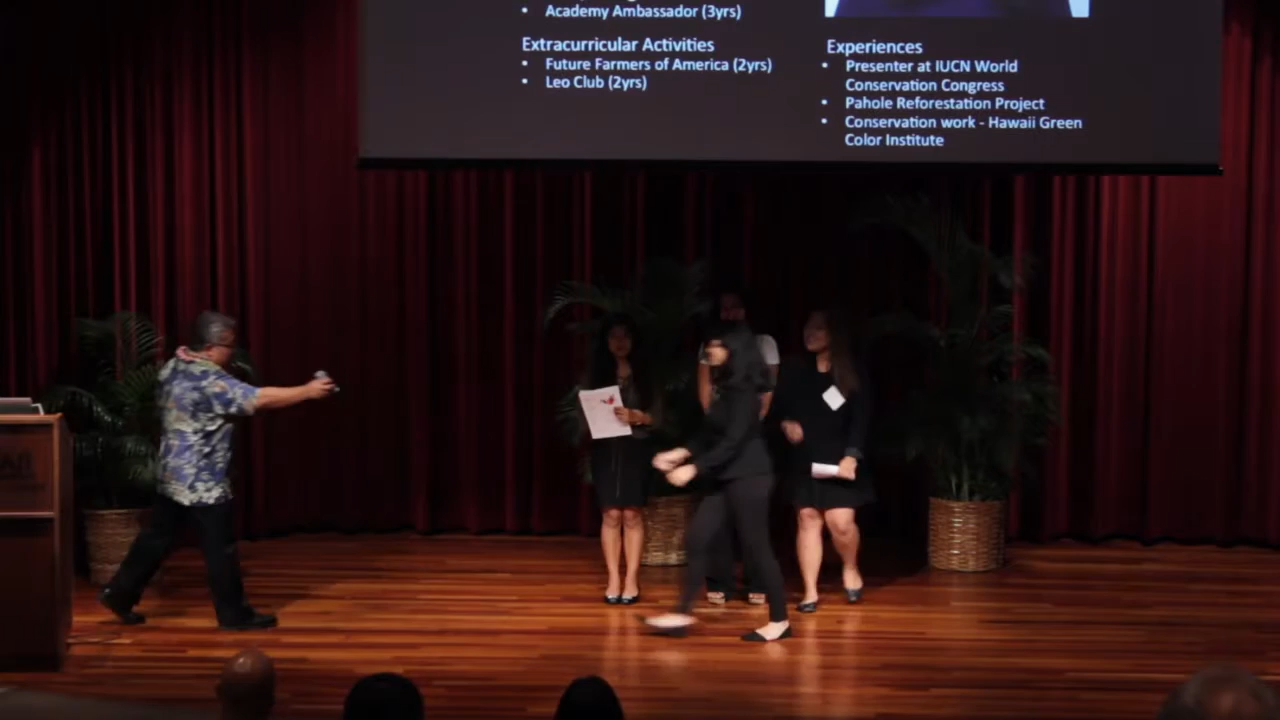 Academy Ambassador (3yrs)
Extracurricular Activities
• Future Farmers of America (2yrs)
• Leo Club (2yrs)
Experiences
• Presenter at IUCN World
Conservation Congress
• Pahole Reforestation Project
• Conservation work - Hawaii Green
Color Institute